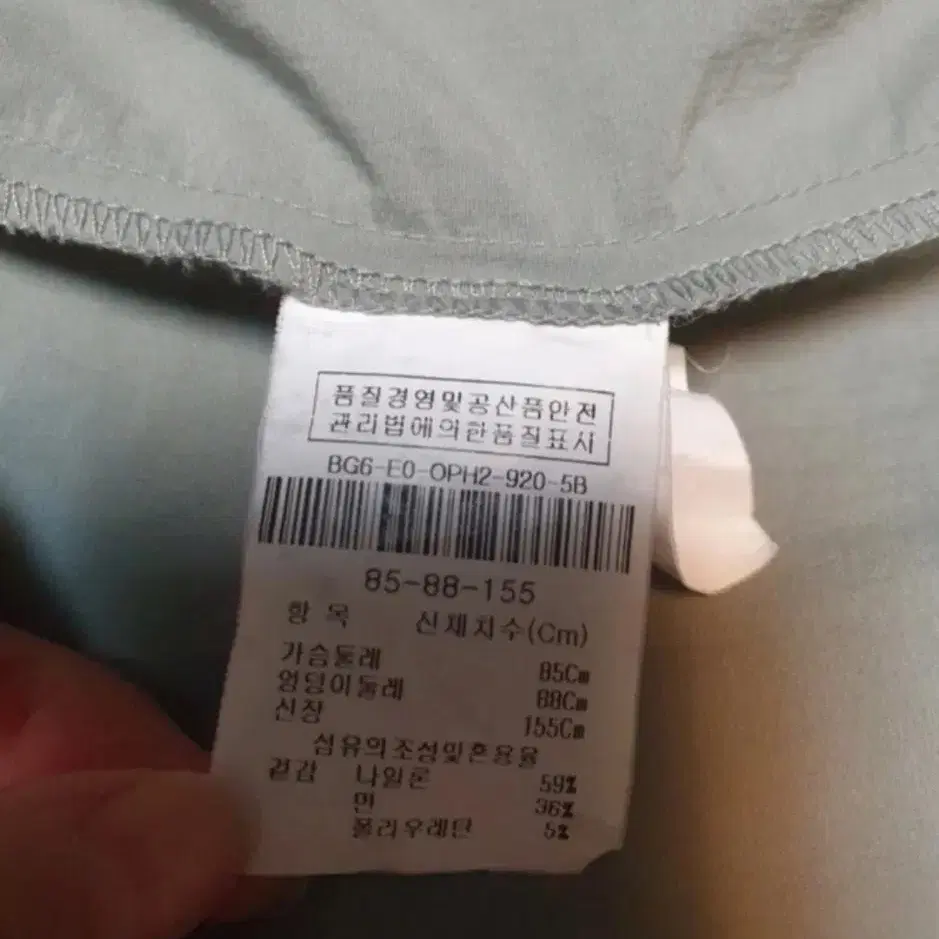 품질경영및공산품안전
관리법에의한품질표시
BG6-E0-OPH2-920-5B
85-88-155
항 목 신체치수(Cm)
가슴둘레 85Cm
엉덩이둘레 88Cm
신장 155Cm
섬유의조성및혼용율
겉감 나일론 59%
면 36%
폴리우레탄 5%